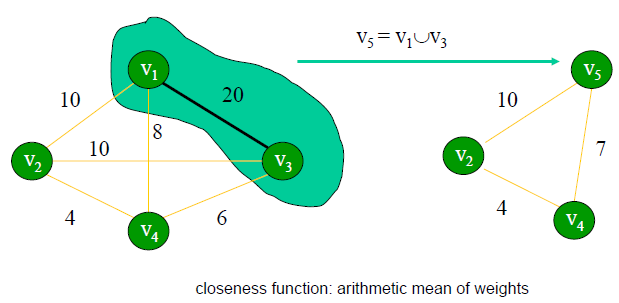 v5 = v1∪v3
v1
20
10
8
10
v2
v3
4
6
v4
v5
10
7
v2
4
v4
closeness function: arithmetic mean of weights